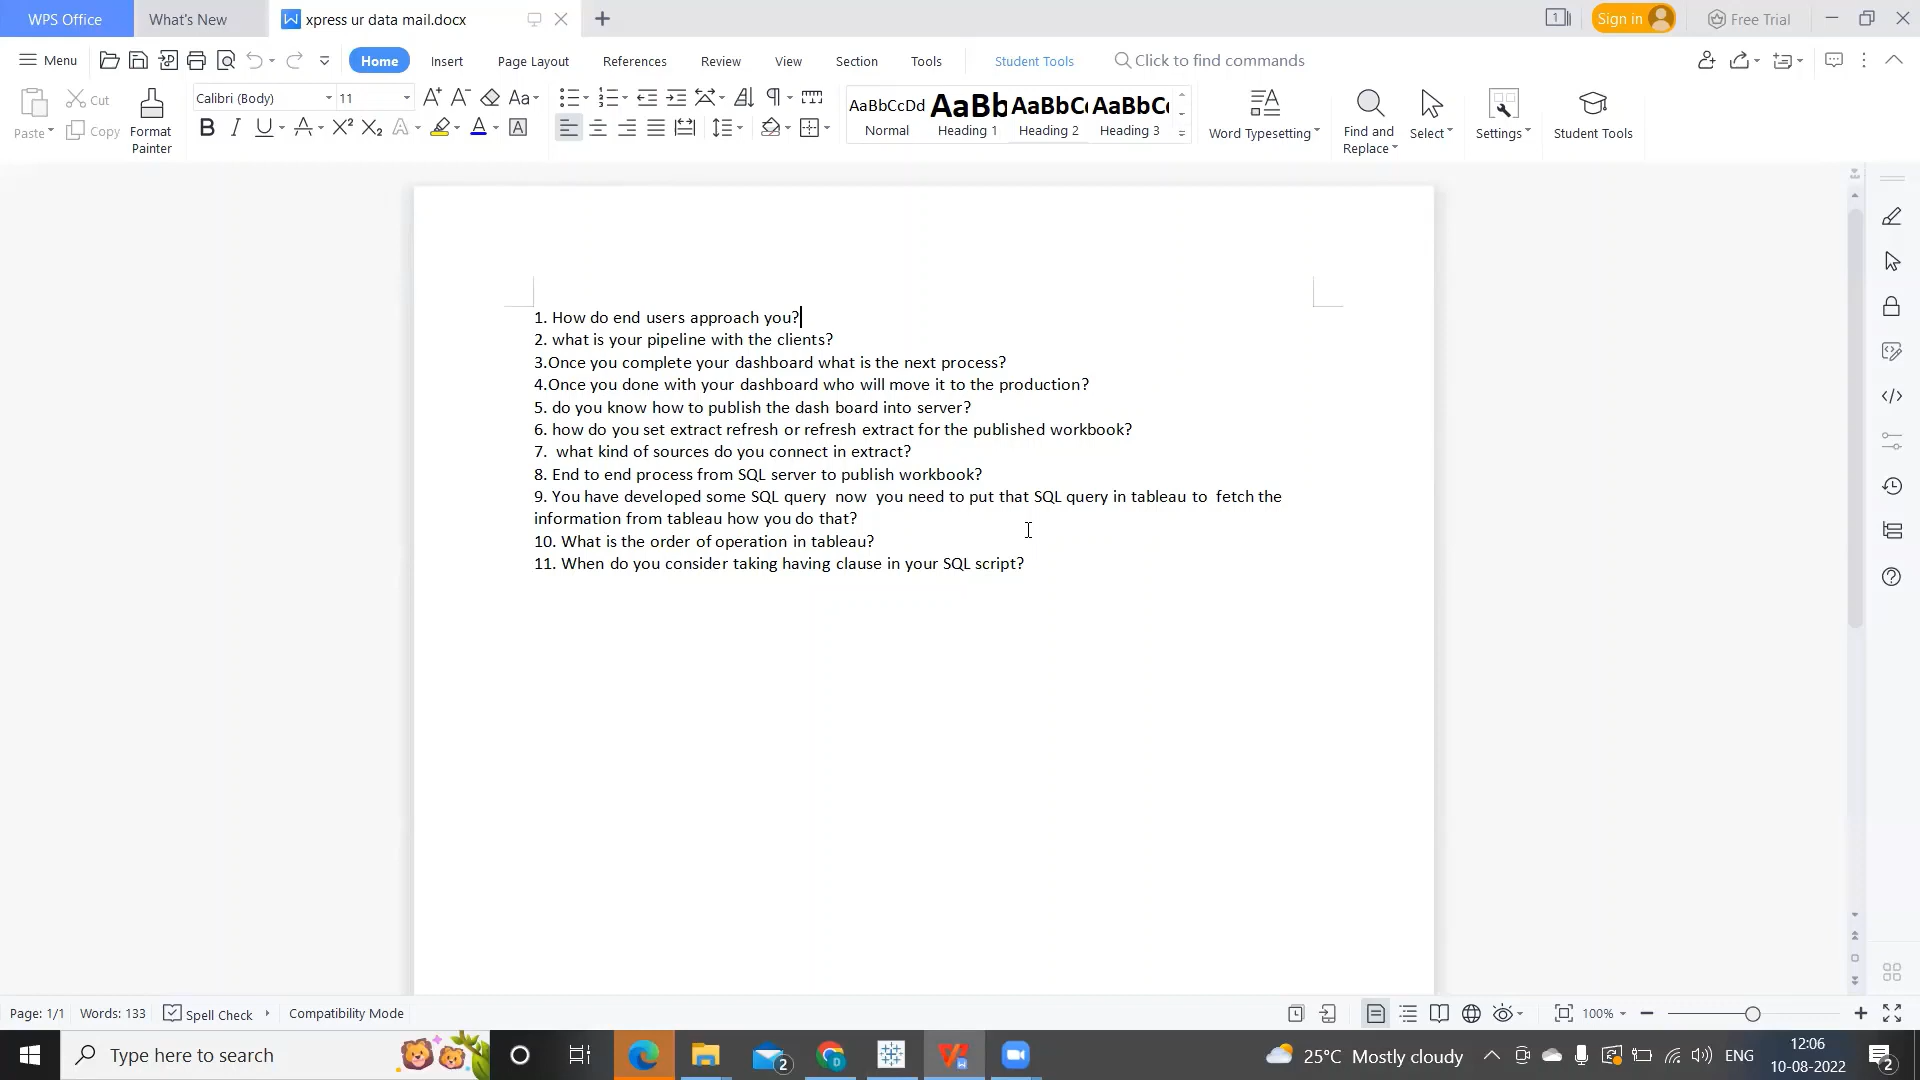 WPS Office What's New xpress ur data mail.docx Sign in Free Trial
Menu Home Insert Page Layout References Review View Section Tools Student Tools Click to find commands
Paste Cut Copy Format Painter Calibri (Body) 11 AaBbCcDd Normal AaBb Heading 1 AaBbC Heading 2 AaBbC Heading 3 Word Typesetting Find and Replace Select Settings Student Tools
1. How do end users approach you?
2. what is your pipeline with the clients?
3.Once you complete your dashboard what is the next process?
4.Once you done with your dashboard who will move it to the production?
5. do you know how to publish the dash board into server?
6. how do you set extract refresh or refresh extract for the published workbook?
7.  what kind of sources do you connect in extract?
8. End to end process from SQL server to publish workbook?
9. You have developed some SQL query  now  you need to put that SQL query in tableau to  fetch the
information from tableau how you do that?
10. What is the order of operation in tableau?
11. When do you consider taking having clause in your SQL script?
Page: 1/1 Words: 133 Spell Check Compatibility Mode 100%
Type here to search 2 25°C Mostly cloudy ENG 12:06 2
10-08-2022